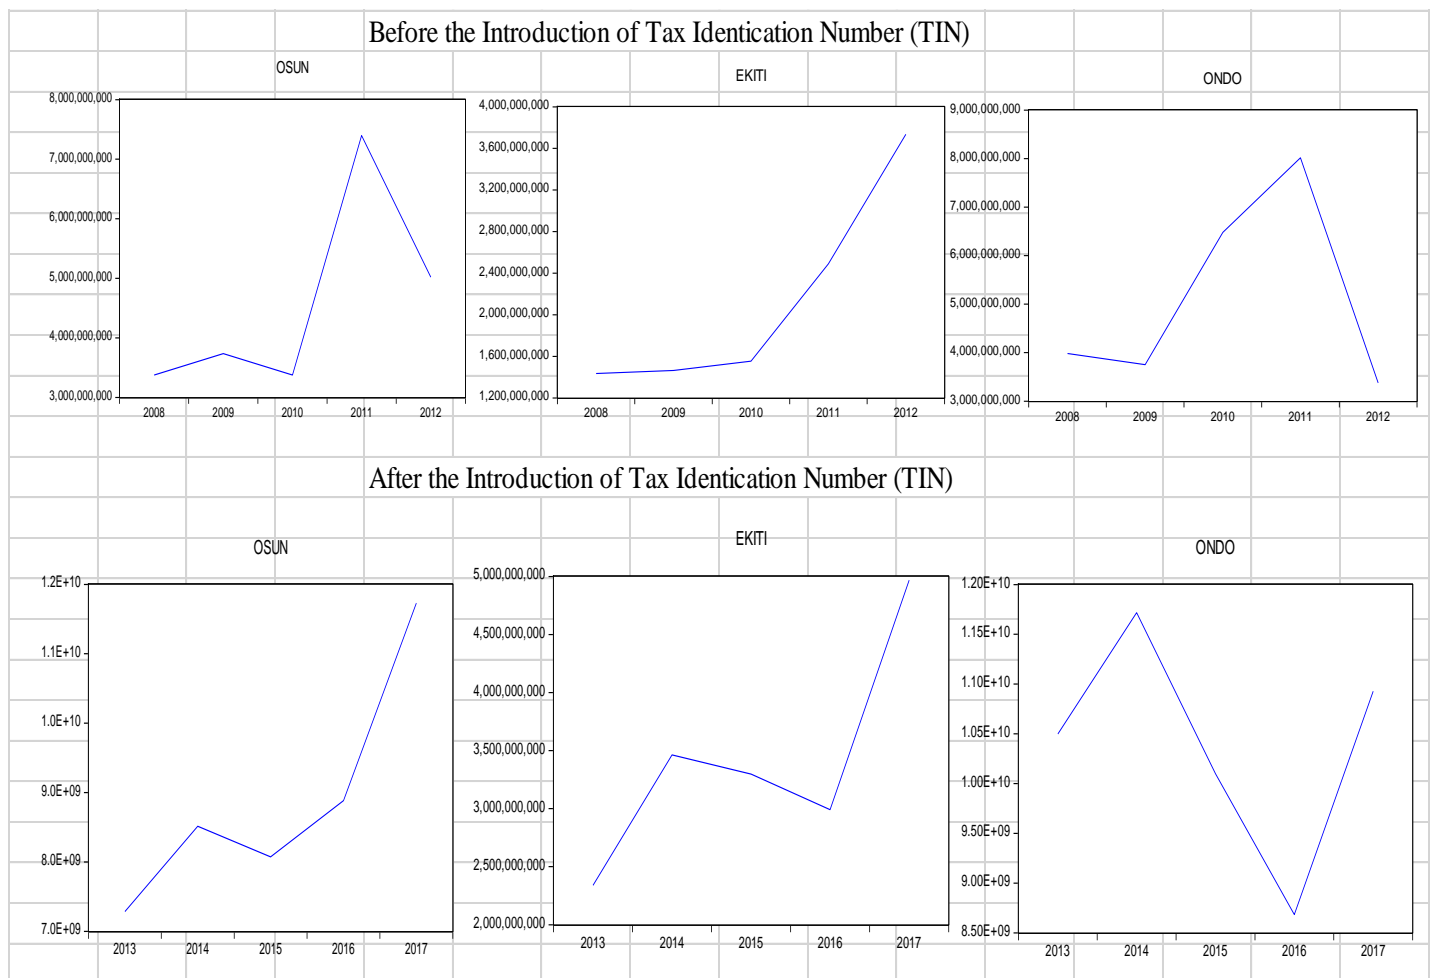 Before the Introduction of Tax Identication Number (TIN)
OSUN
8,000,000,000
7,000,000,000
6,000,000,000
5,000,000,000
4,000,000,000
3,000,000,000
2008 2009 2010 2011 2012
EKITI
4,000,000,000
3,600,000,000
3,200,000,000
2,800,000,000
2,400,000,000
2,000,000,000
1,600,000,000
1,200,000,000
2008 2009 2010 2011 2012
ONDO
9,000,000,000
8,000,000,000
7,000,000,000
6,000,000,000
5,000,000,000
4,000,000,000
3,000,000,000
2008 2009 2010 2011 2012
After the Introduction of Tax Identication Number (TIN)
OSUN
1.2E+10
1.1E+10
1.0E+10
9.0E+09
8.0E+09
7.0E+09
2013 2014 2015 2016 2017
EKITI
5,000,000,000
4,500,000,000
4,000,000,000
3,500,000,000
3,000,000,000
2,500,000,000
2,000,000,000
2013 2014 2015 2016 2017
ONDO
1.20E+10
1.15E+10
1.10E+10
1.05E+10
1.00E+10
9.50E+09
9.00E+09
8.50E+09
2013 2014 2015 2016 2017